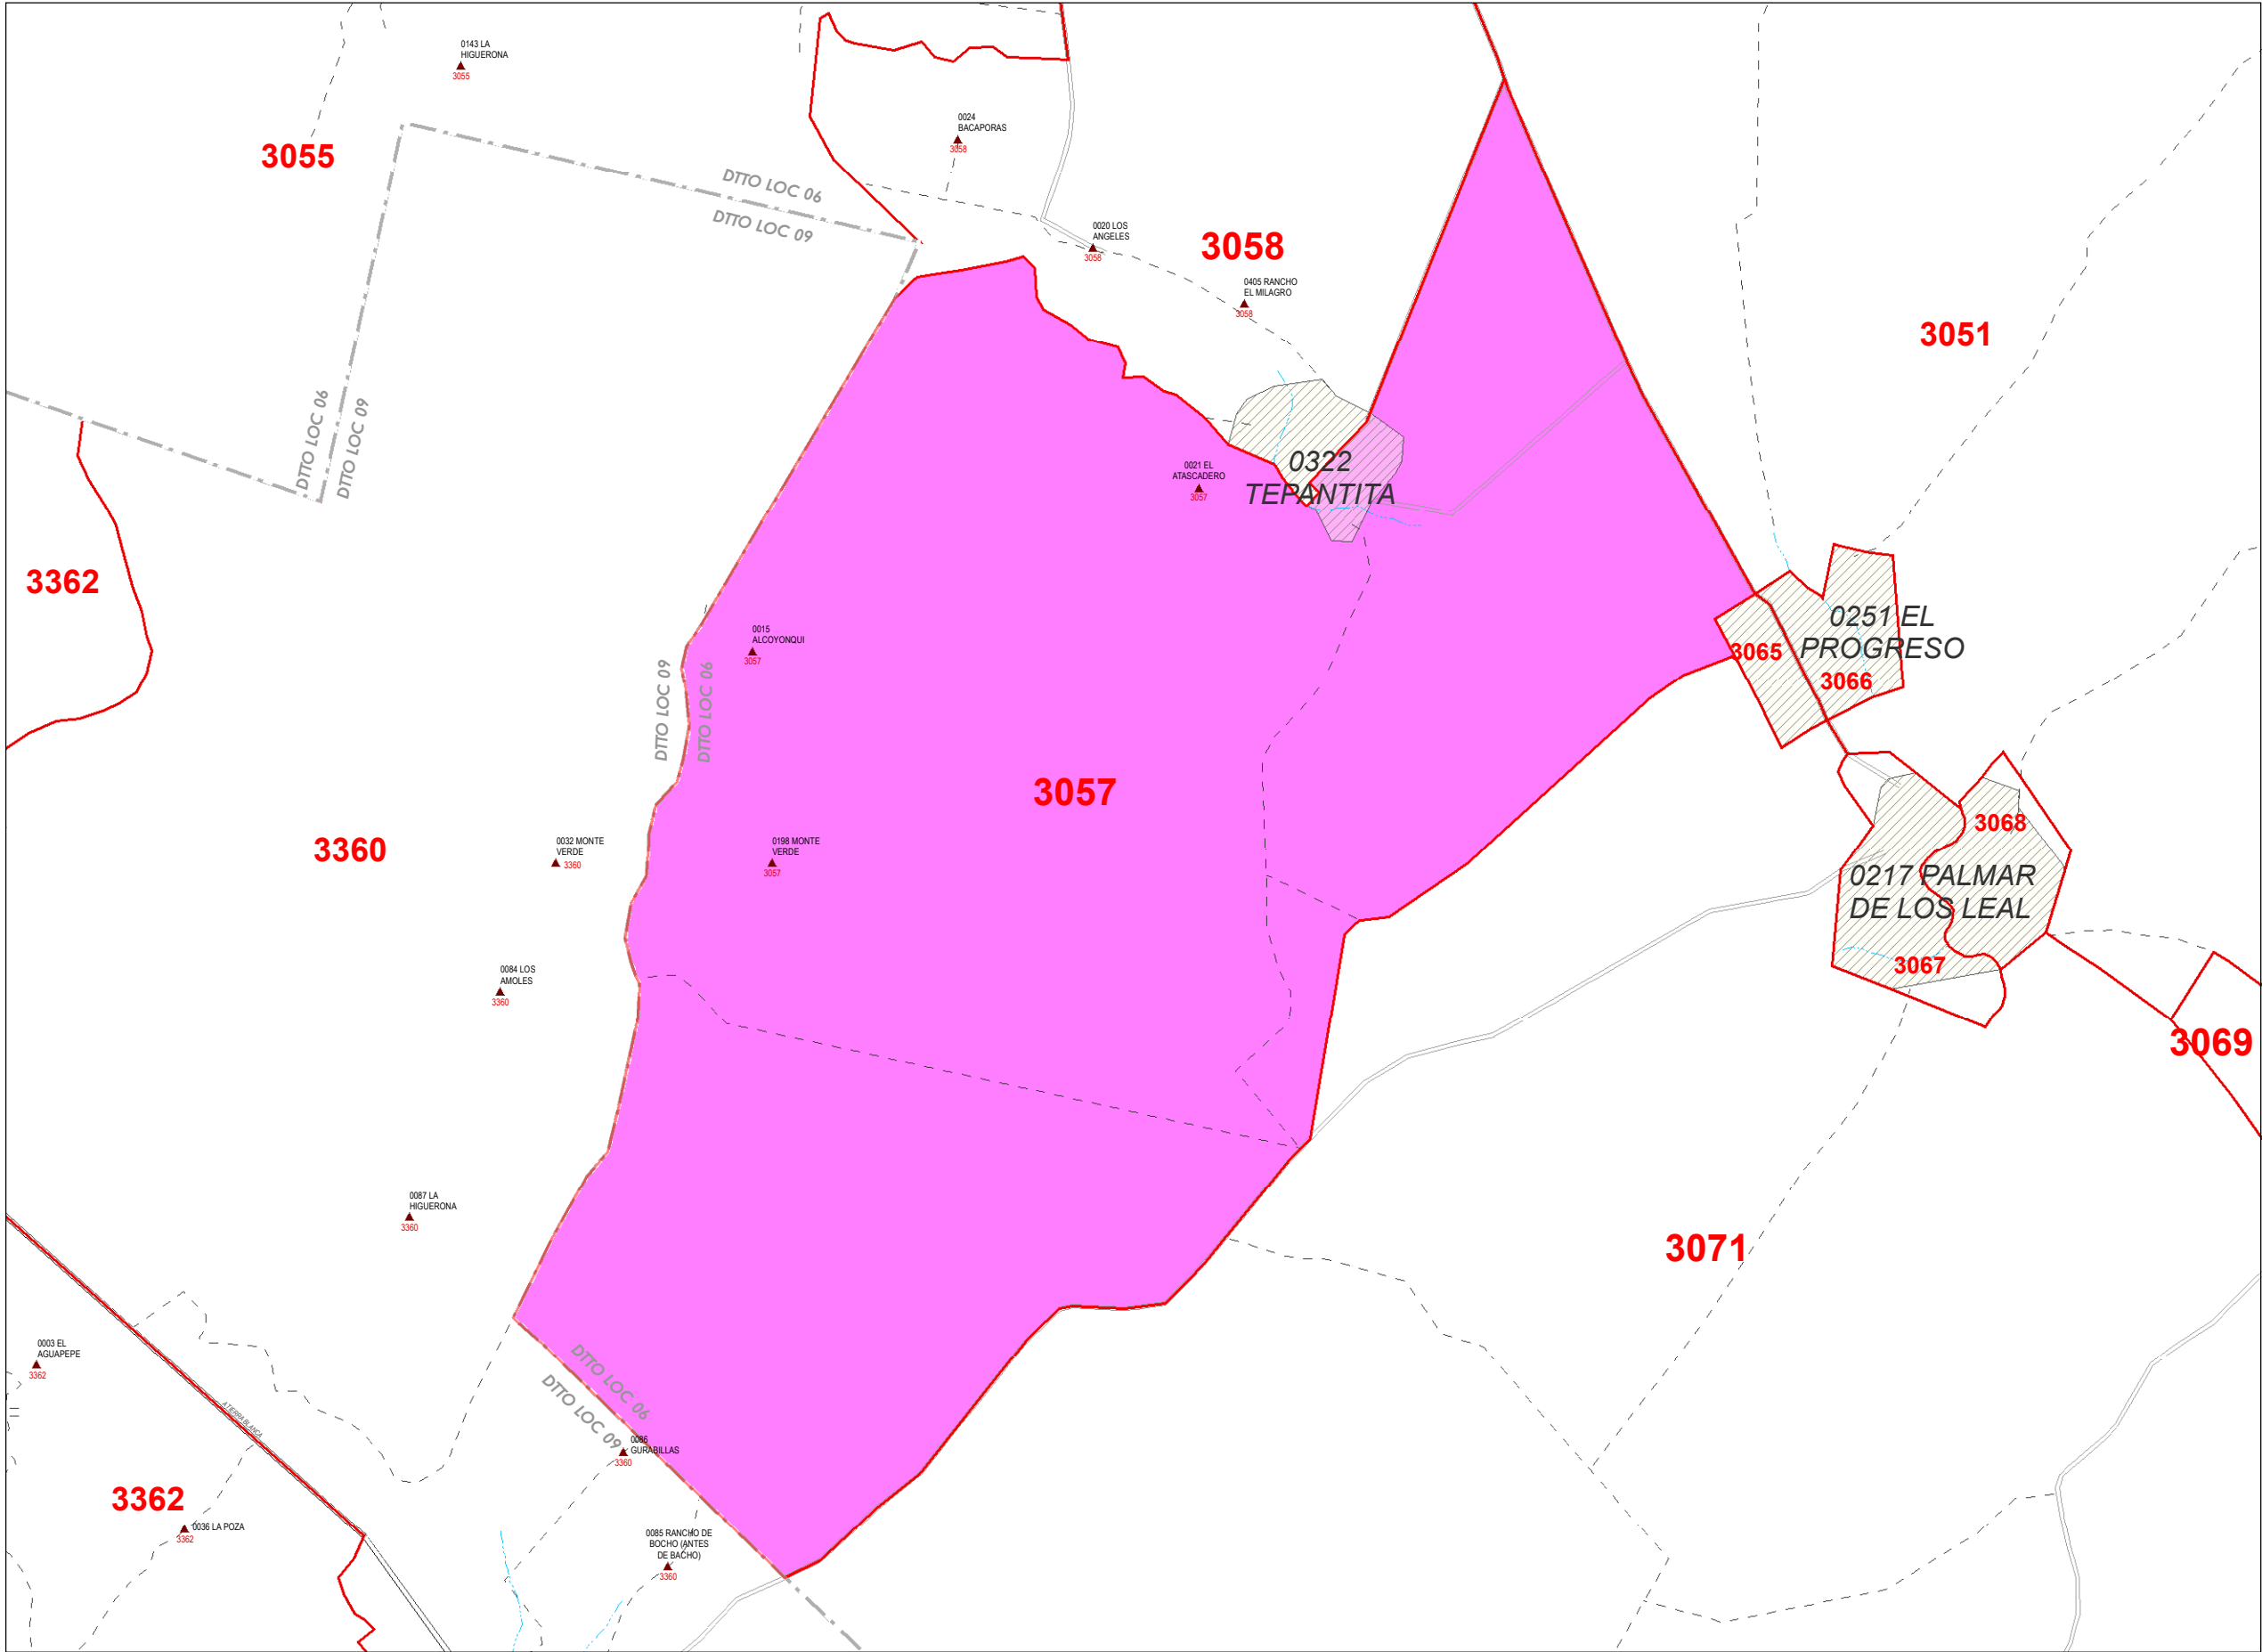 0143 LA
HIGUERONA
3055
3055
0024
BACAPORAS
3058
DTTO LOC 06
DTTO LOC 09
0020 LOS
ANGELES
3058
3058
0405 RANCHO
EL MILAGRO
3058
3051
DTTO LOC 06
DTTO LOC 09
0322
TEPANTITA
0021 EL
ATASCADERO
3057
3362
0251 EL
PROGRESO
3065
3066
0015
ALCOYONQUI
3057
DTTO LOC 09
DTTO LOC 06
3057
3068
3360
0032 MONTE
VERDE
3360
0198 MONTE
VERDE
3057
0217 PALMAR
DE LOS LEAL
3067
0084 LOS
AMOLES
3360
3069
0087 LA
HIGUERONA
3360
3071
0003 EL
AGUAPEPE
3362
DTTO LOC 06
DTTO LOC 09
A TIERRA BLANCA
0086
GURABILLAS
3360
3362
0036 LA POZA
3362
0085 RANCHO DE
BOCHO (ANTES
DE BACHO)
3360